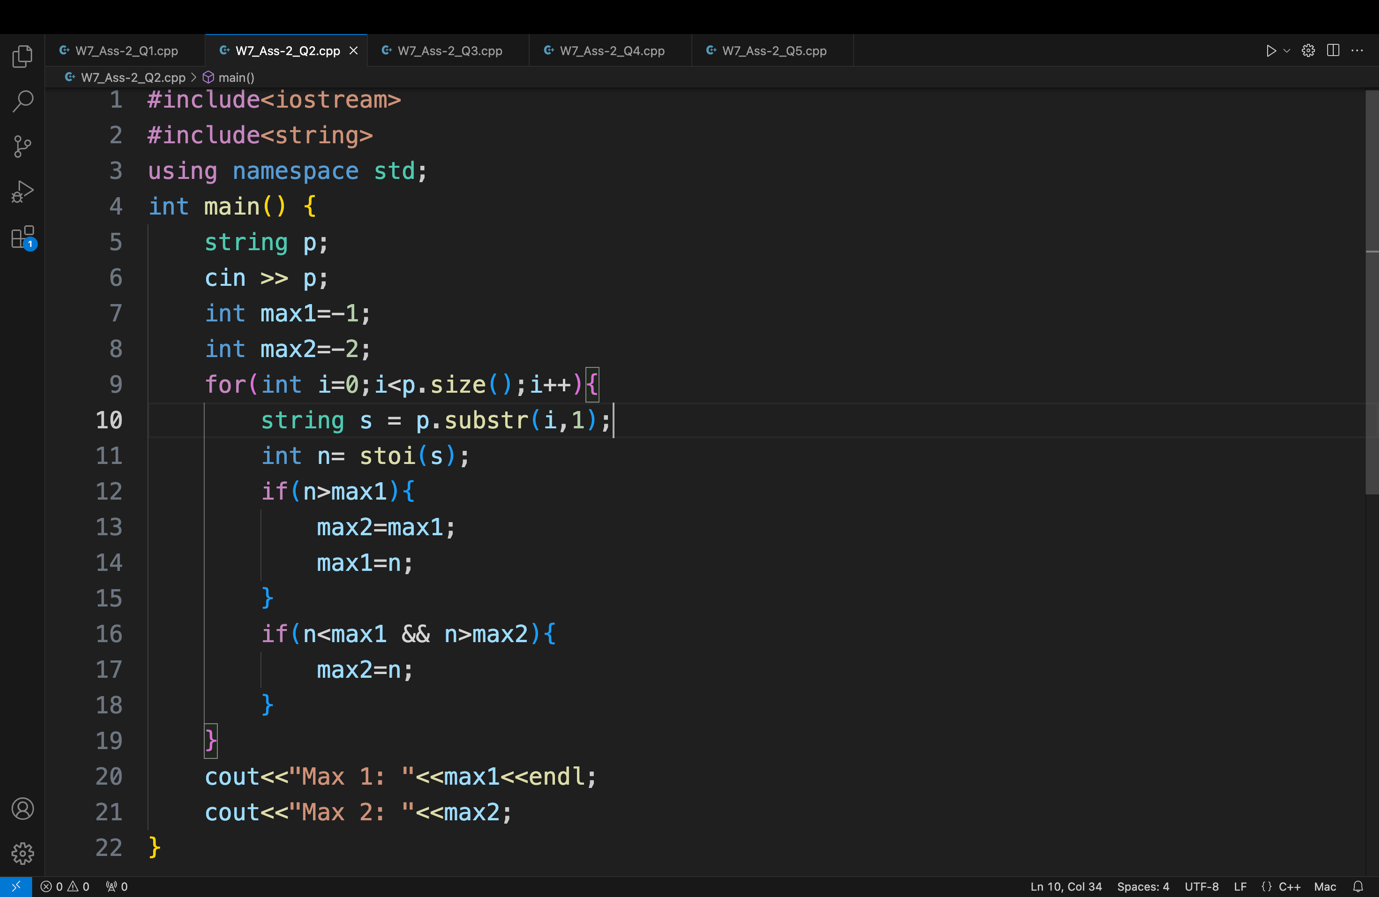 W7_Ass-2_Q1.cpp W7_Ass-2_Q2.cpp W7_Ass-2_Q3.cpp W7_Ass-2_Q4.cpp W7_Ass-2_Q5.cpp
W7_Ass-2_Q2.cpp > main()
1 #include<iostream>
2 #include<string>
3 using namespace std;
4 int main() {
5 string p;
6 cin >> p;
7 int max1=-1;
8 int max2=-2;
9 for(int i=0;i<p.size();i++){
10 string s = p.substr(i,1);
11 int n= stoi(s);
12 if(n>max1){
13 max2=max1;
14 max1=n;
15 }
16 if(n<max1 && n>max2){
17 max2=n;
18 }
19 }
20 cout<<"Max 1: "<<max1<<endl;
21 cout<<"Max 2: "<<max2;
22 }
1
0 0 0 Ln 10, Col 34 Spaces: 4 UTF-8 LF {} C++ Mac